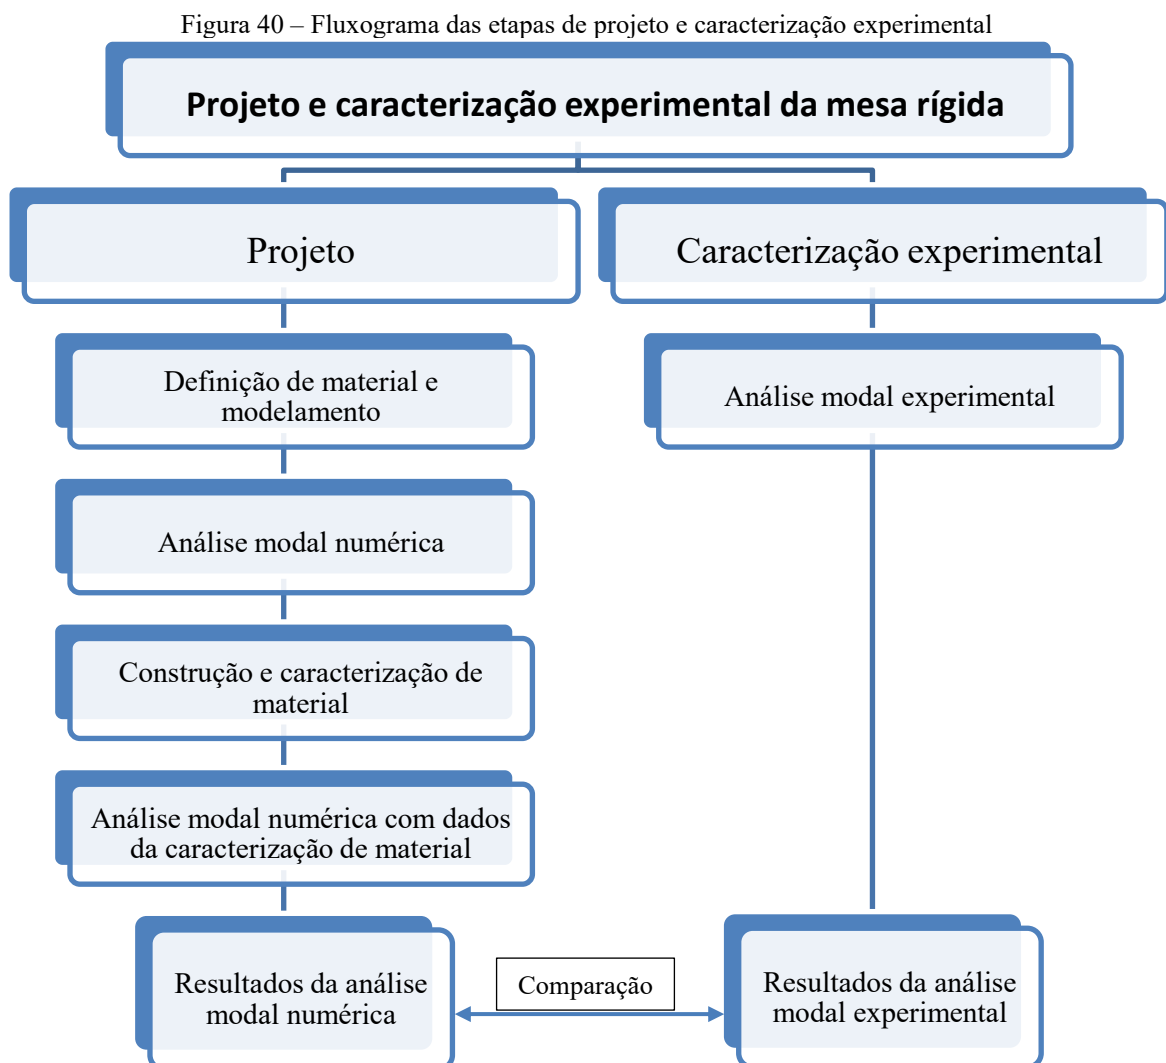 Figura 40 – Fluxograma das etapas de projeto e caracterização experimental
Projeto e caracterização experimental da mesa rígida
Projeto
Caracterização experimental
Definição de material e
modelamento
Análise modal experimental
Análise modal numérica
Construção e caracterização de
material
Análise modal numérica com dados
da caracterização de material
Resultados da análise
modal numérica
Comparação
Resultados da análise
modal experimental